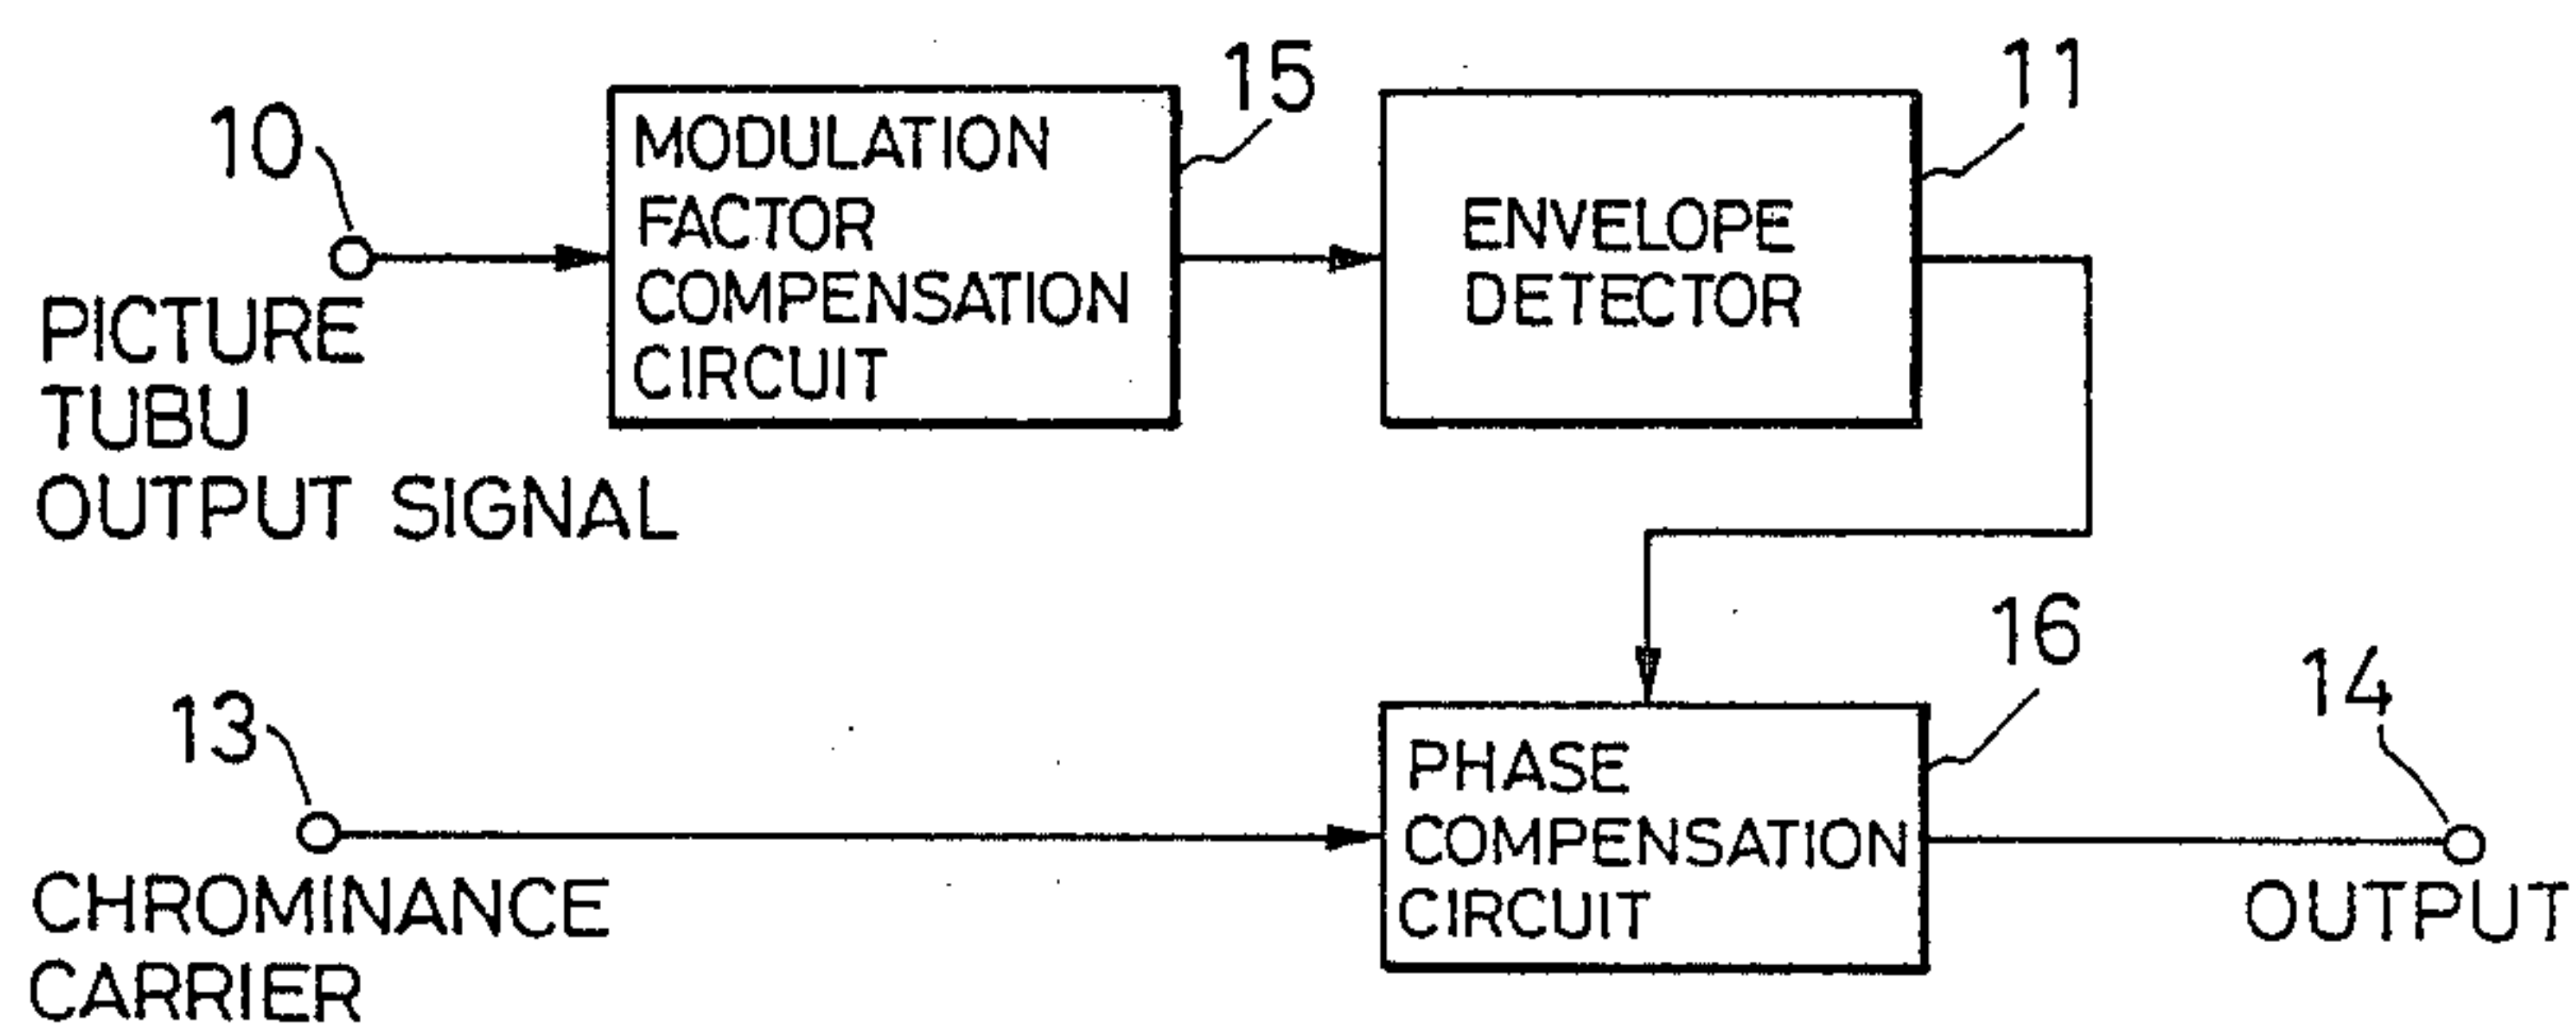 10
PICTURE
TUBU
OUTPUT SIGNAL
15
MODULATION
FACTOR
COMPENSATION
CIRCUIT
11
ENVELOPE
DETECTOR
13
CHROMINANCE
CARRIER
16
PHASE
COMPENSATION
CIRCUIT
14
OUTPUT